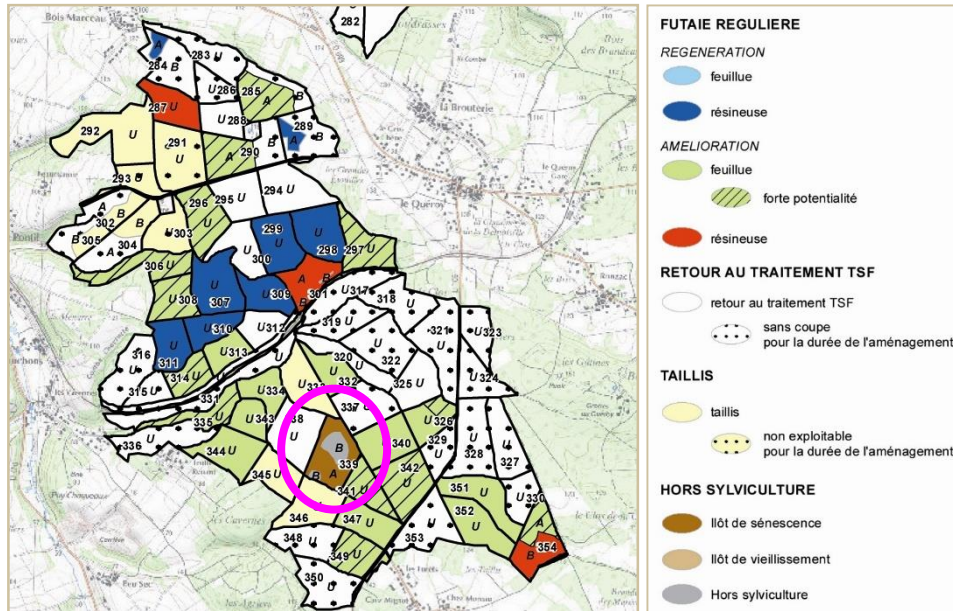 Bois Marceau
282
A
283
284
B
U
U
286
285
A
B
287
U
U
288
289
B
A
B
la Brouterie
292
U
291
U
A
290
le Queroy
293
U
294
U
296
295
U
A
B
302
B
305
304
A
U
303
U
299
U
U
298
300
U
297
U
306
U
U
307
308
U
U
309
A
B
301
U
317
318
U
310
U
312
319
U
U
321
U
323
316
U
311
U
313
U
320
322
U
324
U
314
U
315
U
331
U
334
U
332
U
325
U
335
U
U
343
337
U
326
U
336
U
38
U
B
339
340
U
329
U
328
U
327
344
U
345
U
B
A
341
U
342
U
351
U
330
U
346
U
347
U
352
U
A
348
U
349
U
353
U
B
354
350
U
FUTAIE REGULIERE
REGENERATION
feuillue
résineuse
AMELIORATION
feuillue
forte potentialité
résineuse
RETOUR AU TRAITEMENT TSF
retour au traitement TSF
sans coupe
pour la durée de l'aménagement
TAILLIS
taillis
non exploitable
pour la durée de l'aménagement
HORS SYLVICULTURE
Ilôt de sénescence
Ilôt de vieillissement
Hors sylviculture